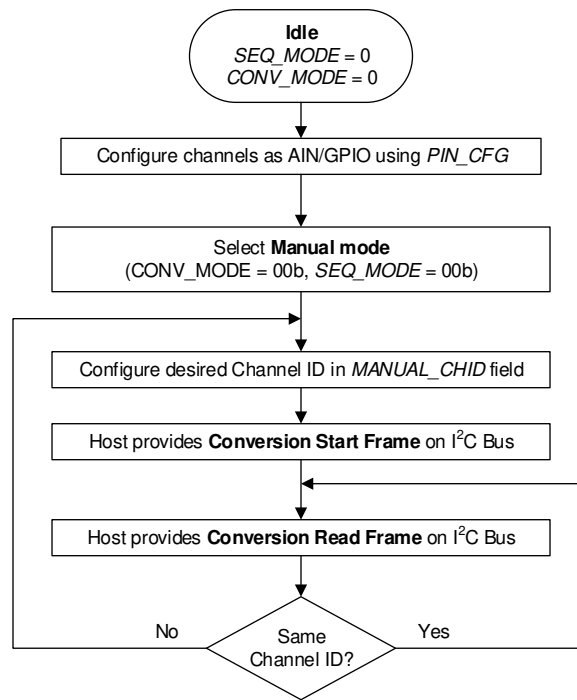 Idle
SEQ_MODE = 0
CONV_MODE = 0
Configure channels as AIN/GPIO using PIN_CFG
Select Manual mode
(CONV_MODE = 00b, SEQ_MODE = 00b)
Configure desired Channel ID in MANUAL_CHID field
Host provides Conversion Start Frame on I²C Bus
Host provides Conversion Read Frame on I²C Bus
No
Same
Channel ID?
Yes